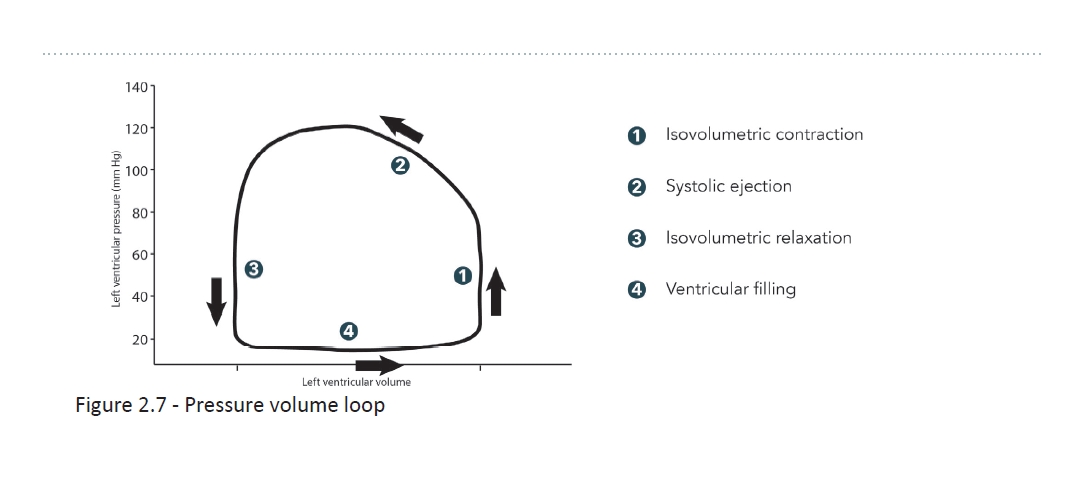 140
120
100
80
60
40
20
Left ventricular pressure (mm Hg)
2
3
1
4
Left ventricular volume
1 Isovolumetric contraction
2 Systolic ejection
3 Isovolumetric relaxation
4 Ventricular filling
Figure 2.7 - Pressure volume loop